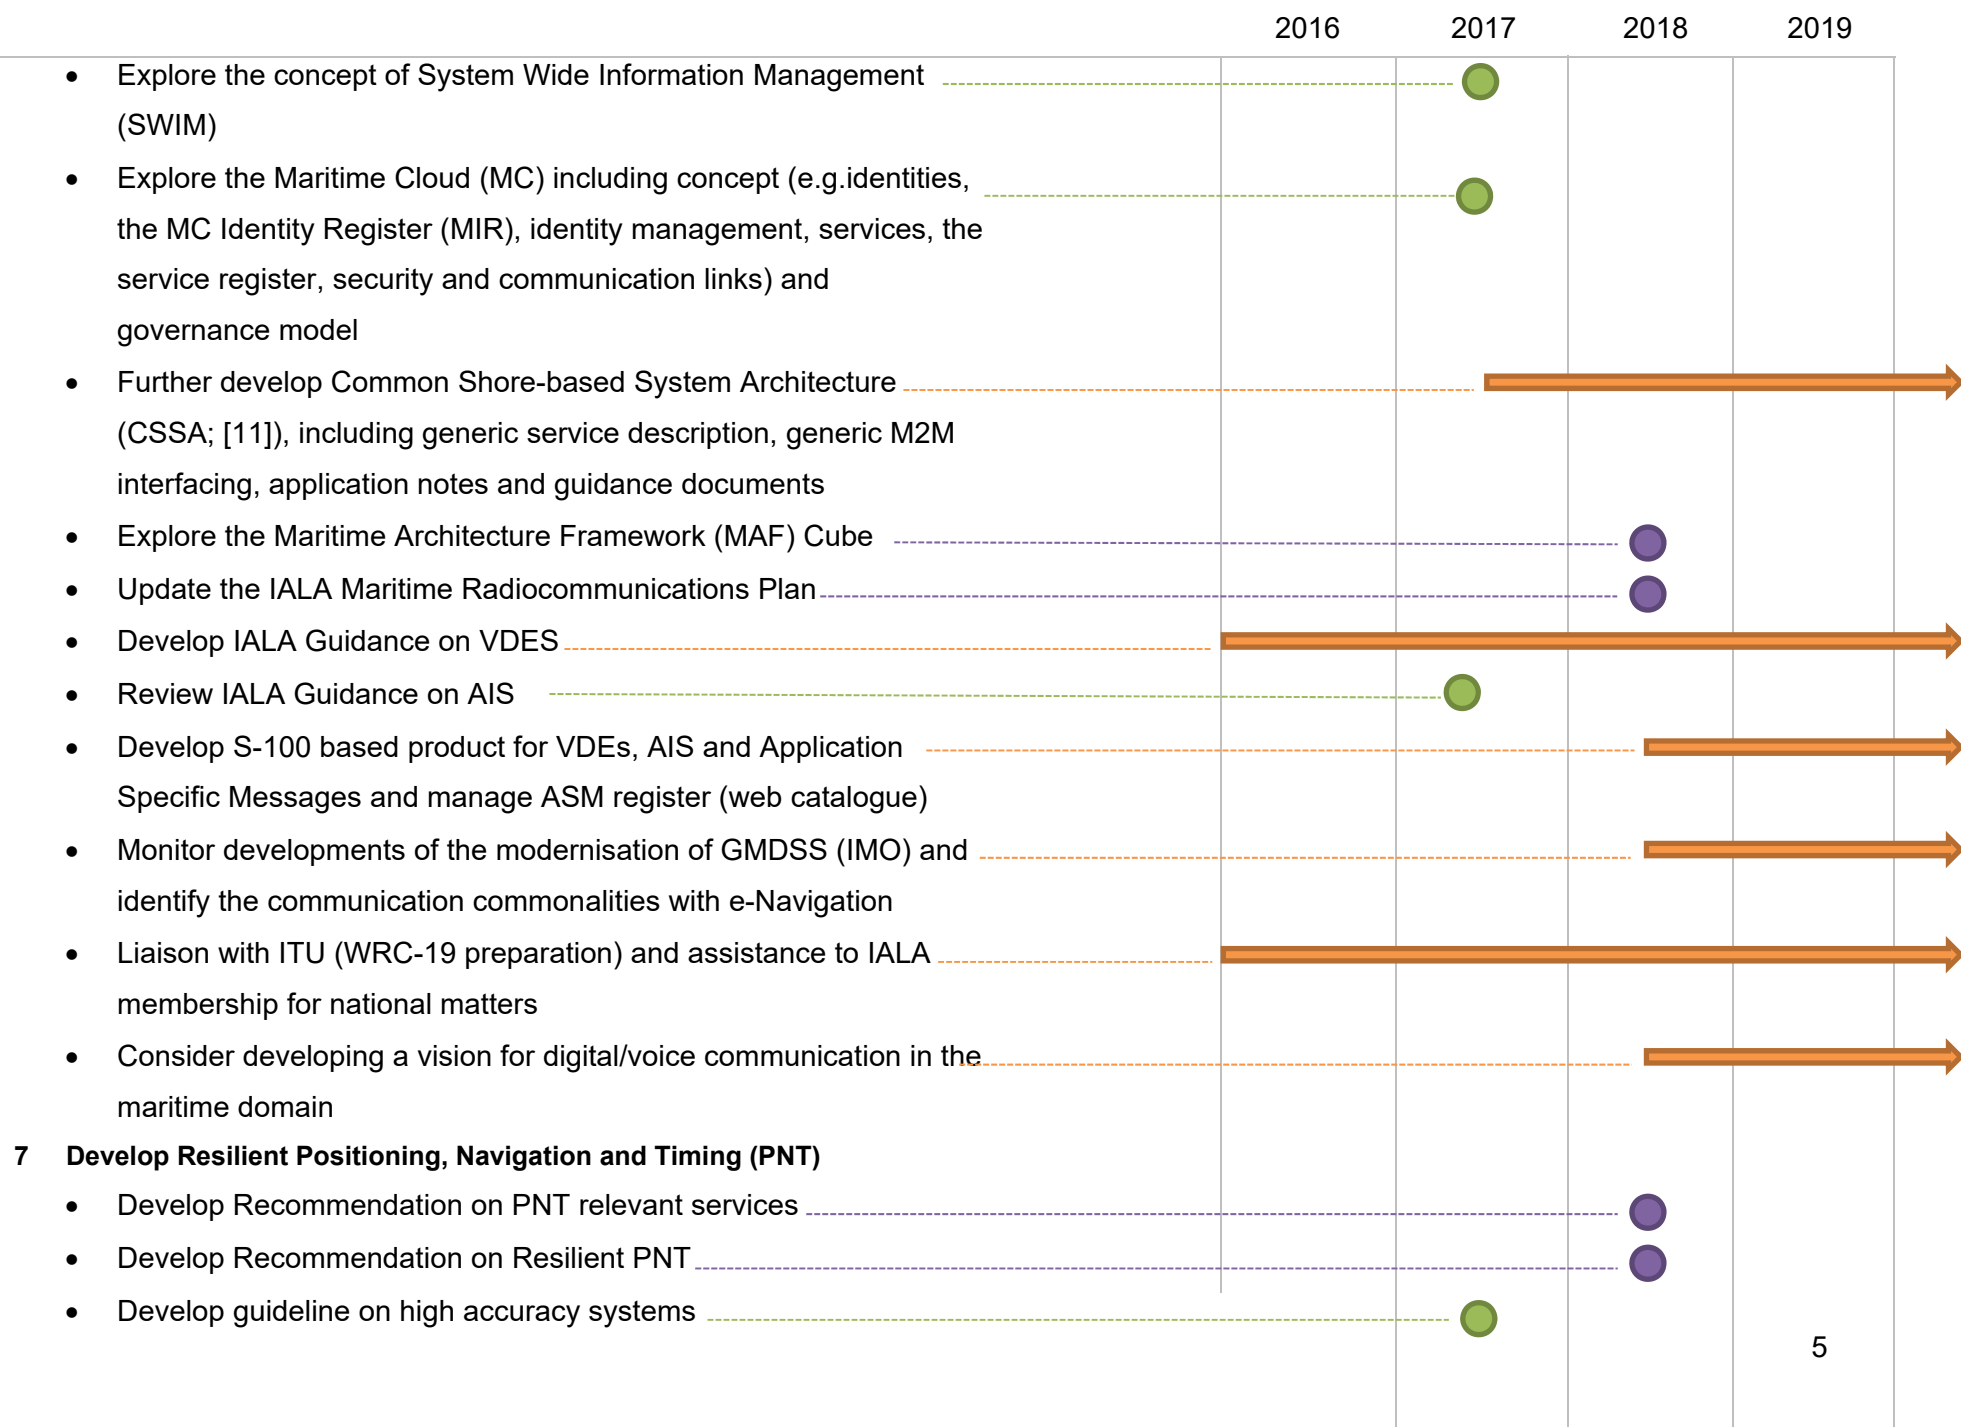 2016 2017 2018 2019
• Explore the concept of System Wide Information Management
(SWIM)
• Explore the Maritime Cloud (MC) including concept (e.g.identities,
the MC Identity Register (MIR), identity management, services, the
service register, security and communication links) and
governance model
• Further develop Common Shore-based System Architecture
(CSSA; [11]), including generic service description, generic M2M
interfacing, application notes and guidance documents
• Explore the Maritime Architecture Framework (MAF) Cube
• Update the IALA Maritime Radiocommunications Plan
• Develop IALA Guidance on VDES
• Review IALA Guidance on AIS
• Develop S-100 based product for VDEs, AIS and Application
Specific Messages and manage ASM register (web catalogue)
• Monitor developments of the modernisation of GMDSS (IMO) and
identify the communication commonalities with e-Navigation
• Liaison with ITU (WRC-19 preparation) and assistance to IALA
membership for national matters
• Consider developing a vision for digital/voice communication in the
maritime domain
7 Develop Resilient Positioning, Navigation and Timing (PNT)
• Develop Recommendation on PNT relevant services
• Develop Recommendation on Resilient PNT
• Develop guideline on high accuracy systems
5